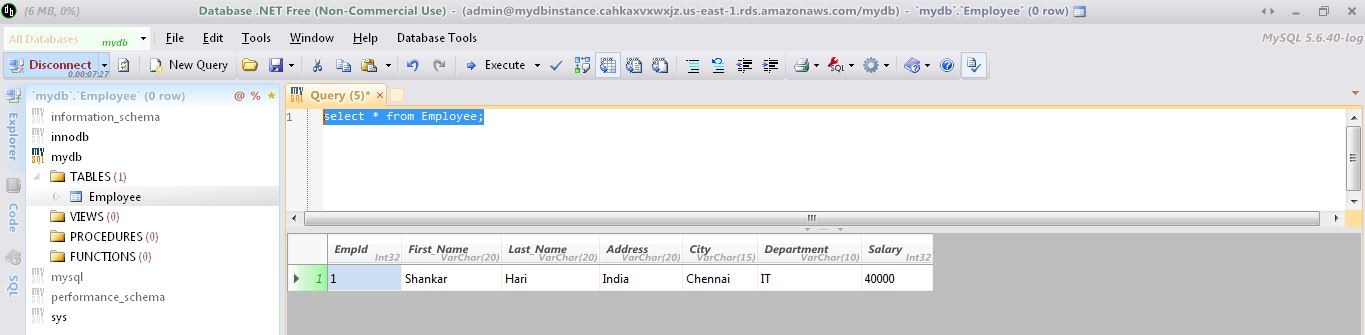 {6 MB, 0%} Database .NET Free (Non-Commercial Use) - (admin@mydbinstance.cahkaxvxwxjz.us-east-1.rds.amazonaws.com/mydb) - `mydb`.`Employee` (0 row)
All Databases mydb File Edit Tools Window Help Database Tools MySQL 5.6.40-log
Disconnect 0.00:07:27 New Query Execute SQL
`mydb`.`Employee` (0 row) @ % *
MY SQL Query (5)* ×
Explorer
Code
SQL
information_schema
innodb
mydb
TABLES (1)
Employee
VIEWS (0)
PROCEDURES (0)
FUNCTIONS (0)
mysql
performance_schema
sys
1 select * from Employee;
EmpId Int32 First_Name VarChar(20) Last_Name VarChar(20) Address VarChar(20) City VarChar(15) Department VarChar(10) Salary Int32
1 1 Shankar Hari India Chennai IT 40000